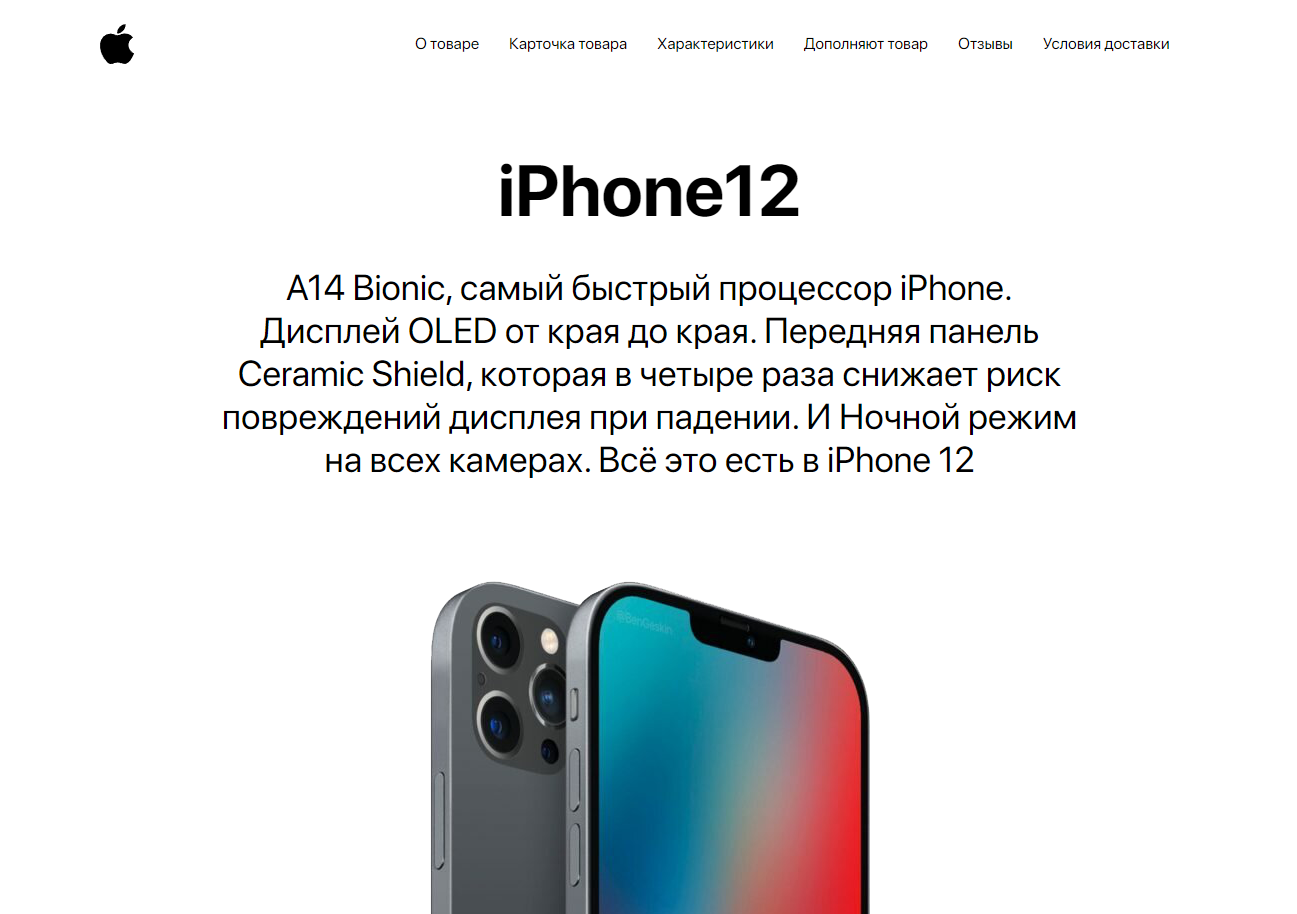 О товаре Карточка товара Характеристики Дополняют товар Отзывы Условия доставки
iPhone12
A14 Bionic, самый быстрый процессор iPhone.
Дисплей OLED от края до края. Передняя панель
Ceramic Shield, которая в четыре раза снижает риск
повреждений дисплея при падении. И Ночной режим
на всех камерах. Всё это есть в iPhone 12
@BenGeskin